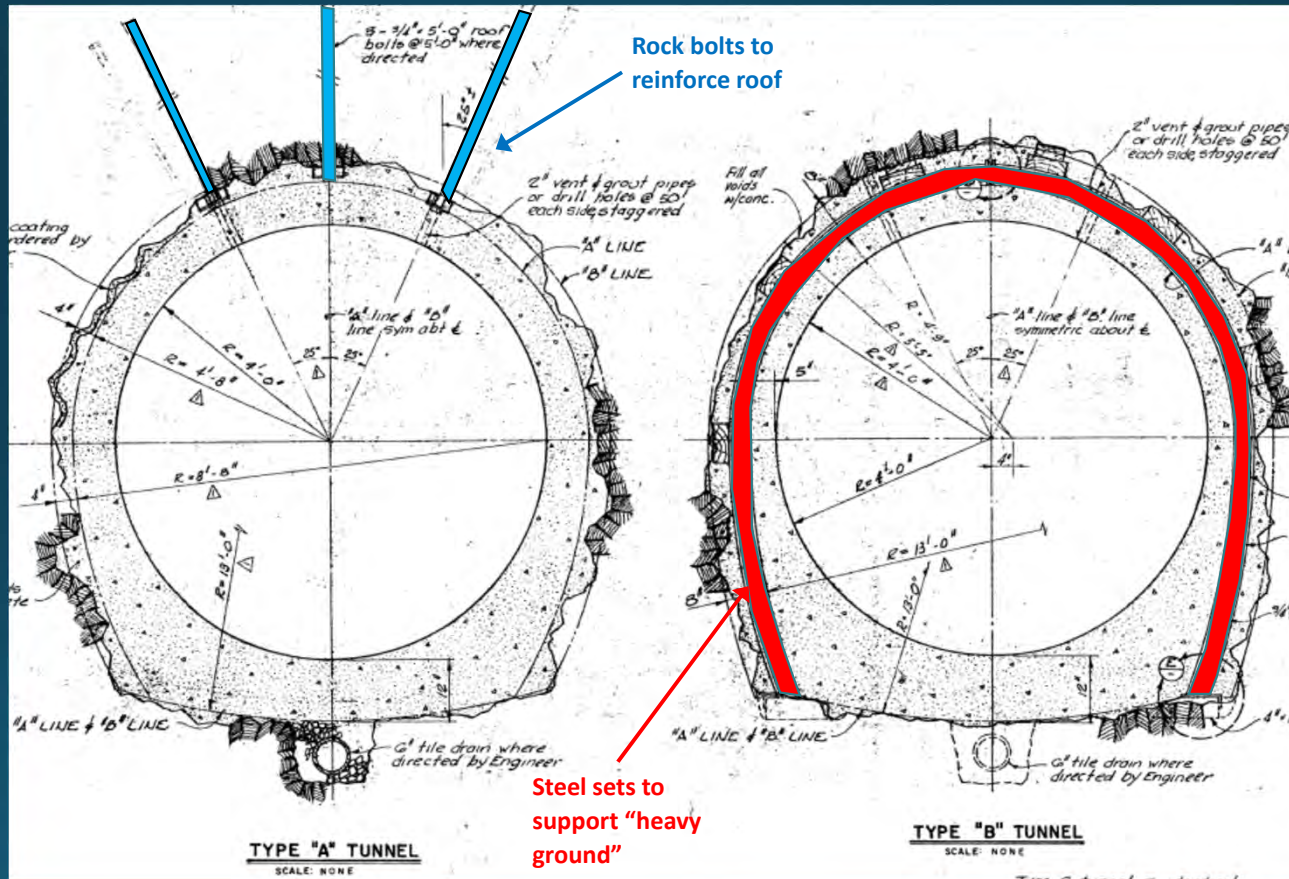 3 - 3/4" x 5'-0" roof
bolts @ 5'-0" where
directed
Rock bolts to
reinforce roof
25°
2" vent & grout pipes
or drill holes @ 50'
each side, staggered
"A" LINE
"B" LINE
coating
ordered by
4"
"A" line & "B"
line sym abt ℄
25° 25°
R= 4'-0"
R= 4'-8"
R= 8'-8"
4"
R= 13'-0"
12"
"A" LINE & "B" LINE
6" tile drain where
directed by Engineer
TYPE "A" TUNNEL
SCALE: NONE
Fill all
voids
w/conc.
2" vent & grout pipes
or drill holes @ 50'
each side, staggered
"A"
"A" line & "B" line
symmetric about ℄
25° 25°
R= 4'-9"
R= 5'-5"
R= 4'-0"
5"
4"
R= 4'-0"
R= 13'-0"
R= 13'-0"
8"
E
12"
4"
"A" LINE & "B" LINE
6" tile drain where
directed by Engineer
Steel sets to
support “heavy
ground”
TYPE "B" TUNNEL
SCALE: NONE